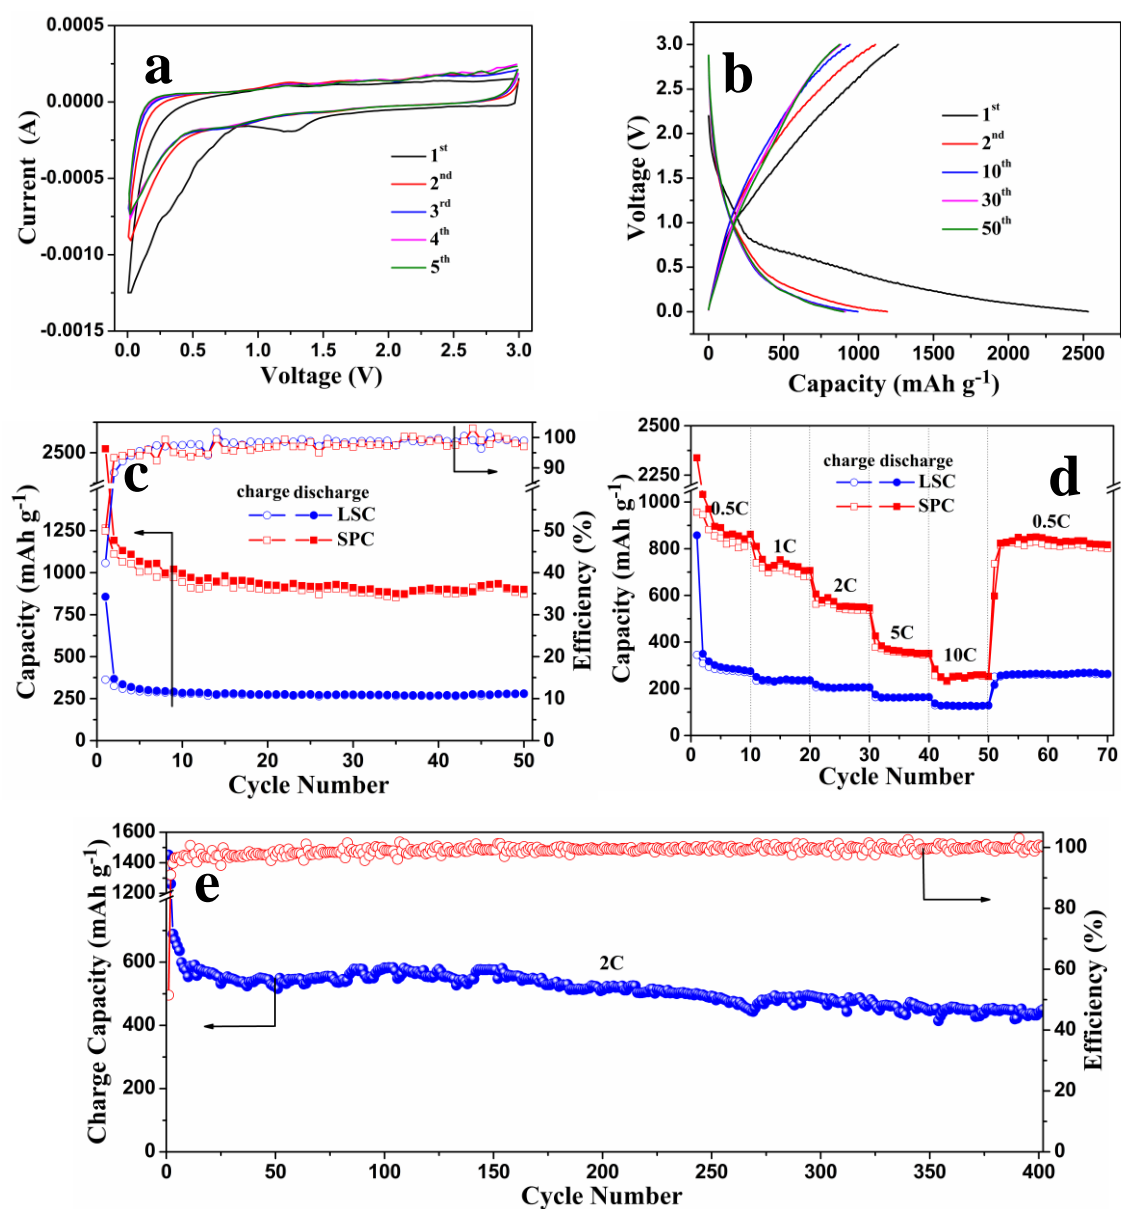 a
0.0005
0.0000
-0.0005
-0.0010
-0.0015
Current (A)
1st
2nd
3rd
4th
5th
0.0 0.5 1.0 1.5 2.0 2.5 3.0
Voltage (V)
b
3.0
2.5
2.0
1.5
1.0
0.5
0.0
Voltage (V)
1st
2nd
10th
30th
50th
0 500 1000 1500 2000 2500
Capacity (mAh g-1)
c
2500
1250
1000
750
500
250
0
Capacity (mAh g-1)
charge discharge
LSC
SPC
100
90
50
40
30
20
10
0
Efficiency (%)
0 10 20 30 40 50
Cycle Number
d
2500
2250
1000
800
600
400
200
0
Capacity (mAh g-1)
charge discharge
LSC
SPC
0.5C
1C
2C
5C
10C
0.5C
0 10 20 30 40 50 60 70
Cycle Number
e
1600
1500
1400
1200
600
400
600
200
0
Charge Capacity (mAh g-1)
2C
100
80
60
40
20
0
Efficiency (%)
0 50 100 150 200 250 300 350 400
Cycle Number